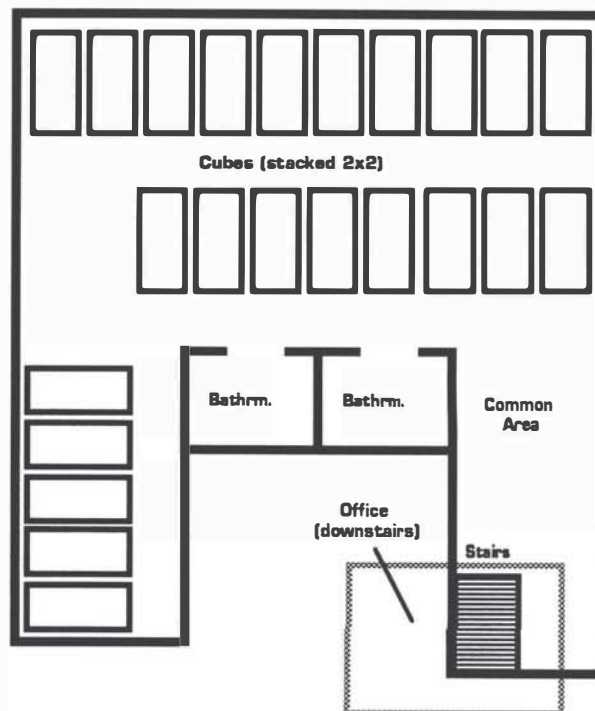 Cubes (stacked 2x2)
Bathrm.
Bathrm.
Common
Area
Office
(downstairs)
Stairs